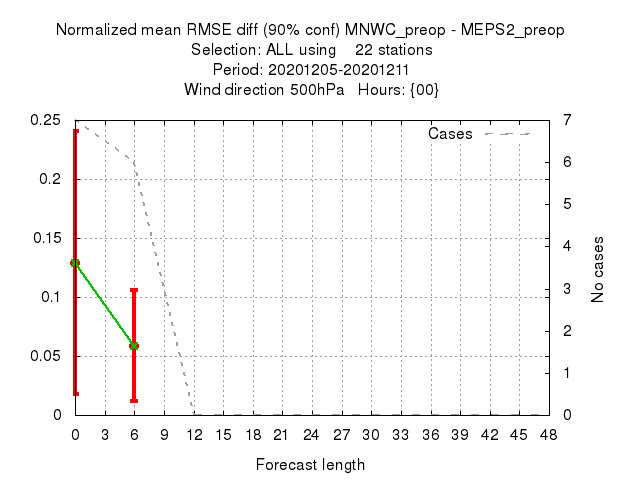 Normalized mean RMSE diff (90% conf) MNWC_preop - MEPS2_preop
Selection: ALL using    22 stations
Period: 20201205-20201211
Wind direction 500hPa   Hours: {00}
Cases
0.25
0.2
0.15
0.1
0.05
0
7
6
5
4
3
2
1
0
No cases
0 3 6 9 12 15 18 21 24 27 30 33 36 39 42 45 48
Forecast length